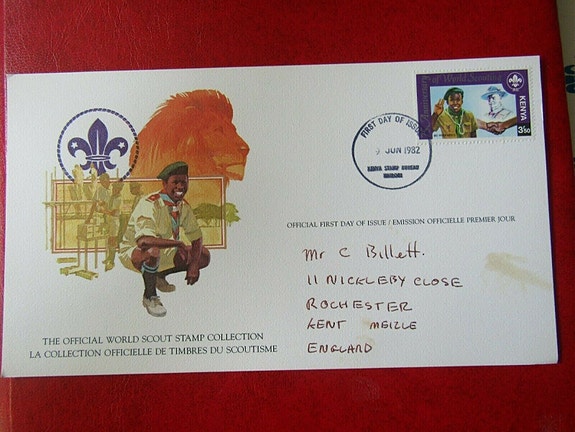 of World Scouting
KENYA
3/50
FIRST DAY OF ISSUE
JUN 1982
KENYA STAMP BUREAU
NAIROBI
OFFICIAL FIRST DAY OF ISSUE / EMISSION OFFICIELLE PREMIER JOUR
Mr C Billett.
11 NICKLEBY CLOSE
ROCHESTER
KENT ME1 2LE
ENGLAND
THE OFFICIAL WORLD SCOUT STAMP COLLECTION
LA COLLECTION OFFICIELLE DE TIMBRES DU SCOUTISME